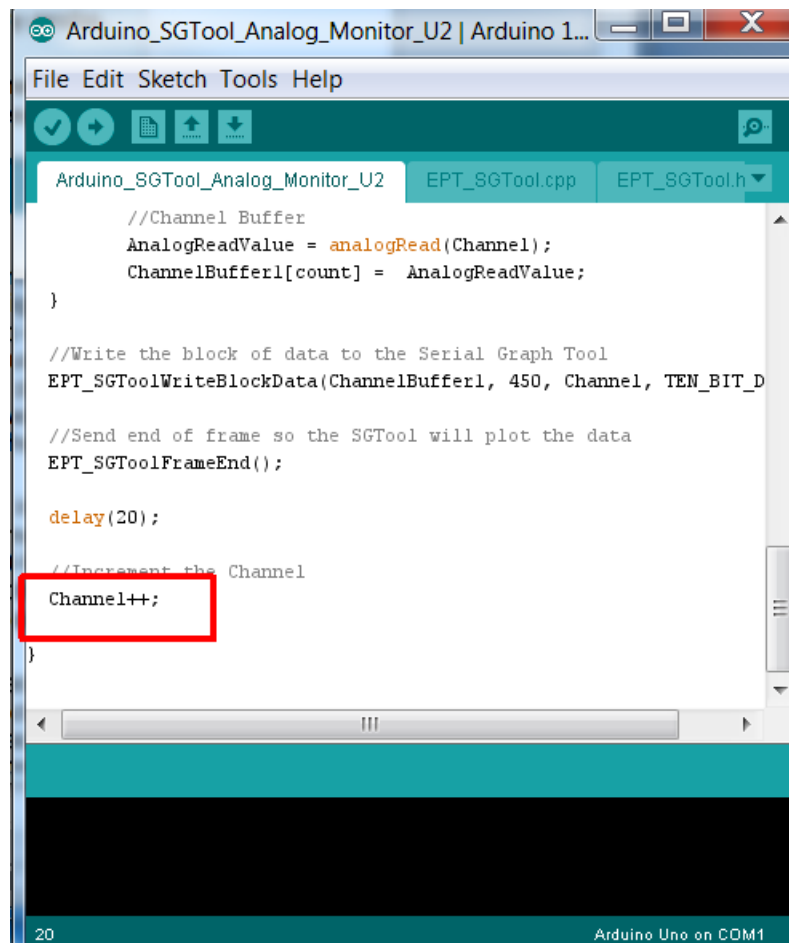 Arduino_SGTool_Analog_Monitor_U2 | Arduino 1...
File Edit Sketch Tools Help
Arduino_SGTool_Analog_Monitor_U2 EPT_SGTool.cpp EPT_SGTool.h
//Channel Buffer
AnalogReadValue = analogRead(Channel);
ChannelBuffer1[count] =  AnalogReadValue;
}
//Write the block of data to the Serial Graph Tool
EPT_SGToolWriteBlockData(ChannelBuffer1, 450, Channel, TEN_BIT_D
//Send end of frame so the SGTool will plot the data
EPT_SGToolFrameEnd();
delay(20);
//Increment the Channel
Channel++;
}
20 Arduino Uno on COM1